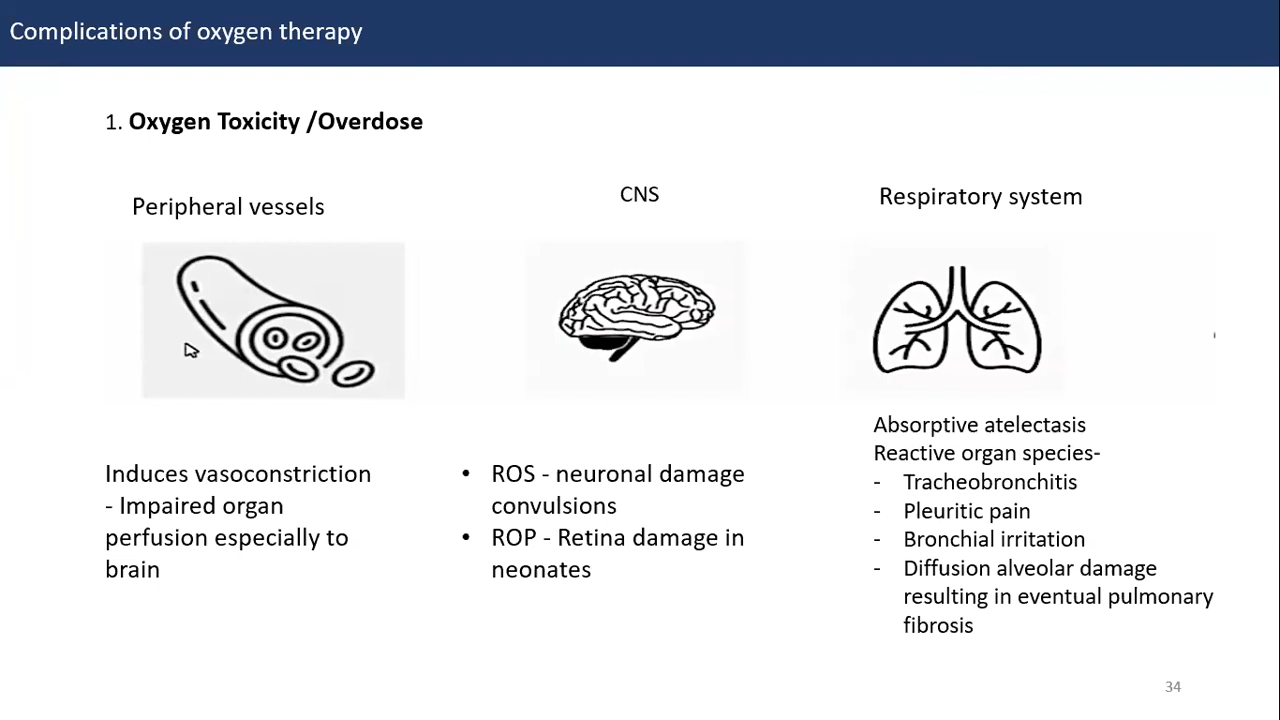 Complications of oxygen therapy
1. Oxygen Toxicity /Overdose
Peripheral vessels
Induces vasoconstriction
- Impaired organ
perfusion especially to
brain
CNS
• ROS - neuronal damage
convulsions
• ROP - Retina damage in
neonates
Respiratory system
Absorptive atelectasis
Reactive organ species-
- Tracheobronchitis
- Pleuritic pain
- Bronchial irritation
- Diffusion alveolar damage
resulting in eventual pulmonary
fibrosis
34